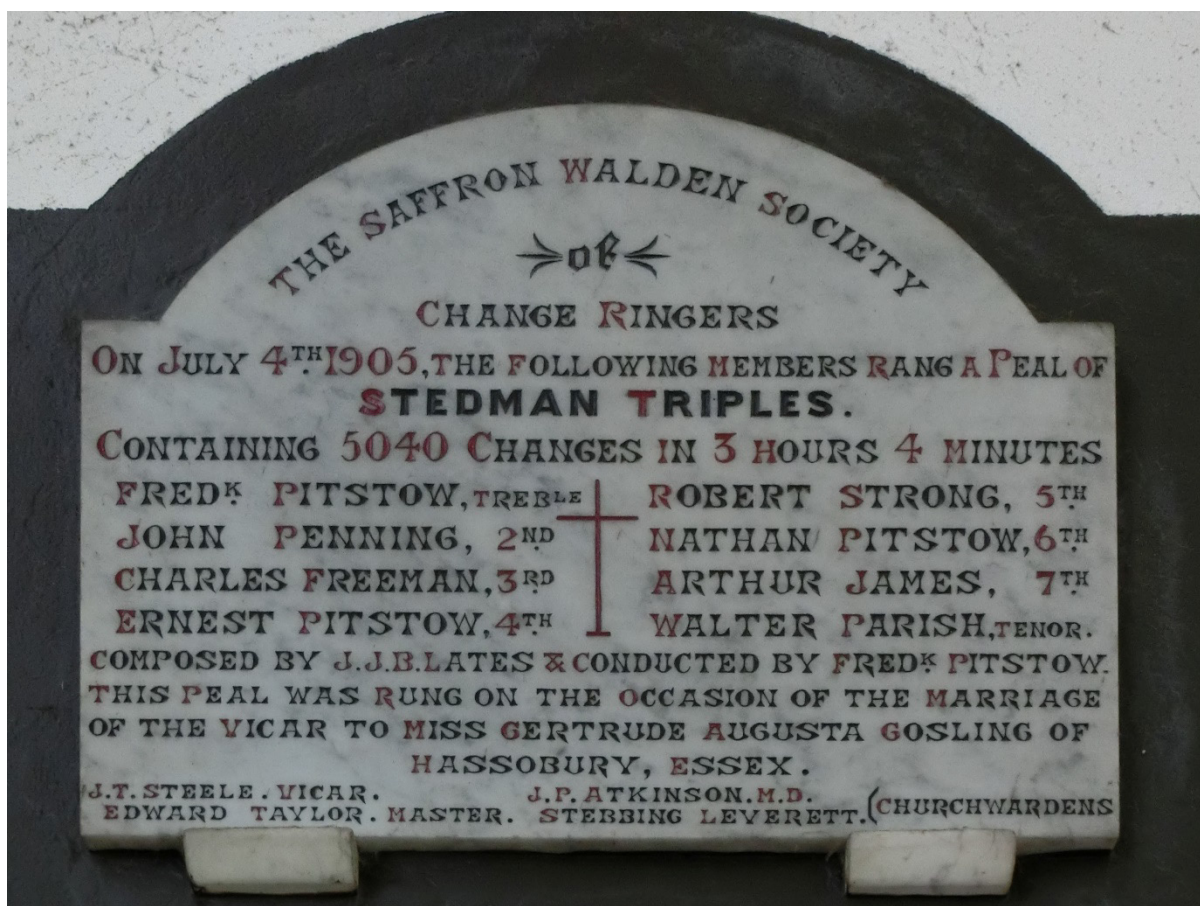 THE SAFFRON WALDEN SOCIETY
of
CHANGE RINGERS
ON JULY 4TH 1905, THE FOLLOWING MEMBERS RANG A PEAL OF
STEDMAN TRIPLES.
CONTAINING 5040 CHANGES IN 3 HOURS 4 MINUTES
FREDK PITSTOW, TREBLE
JOHN PENNING, 2ND
CHARLES FREEMAN, 3RD
ERNEST PITSTOW, 4TH
ROBERT STRONG, 5TH
NATHAN PITSTOW, 6TH
ARTHUR JAMES, 7TH
WALTER PARISH, TENOR.
COMPOSED BY J.J.B. LATES & CONDUCTED BY FREDK PITSTOW.
THIS PEAL WAS RUNG ON THE OCCASION OF THE MARRIAGE
OF THE VICAR TO MISS GERTRUDE AUGUSTA GOSLING OF
HASSOBURY, ESSEX.
J.T. STEELE. VICAR.
EDWARD TAYLOR. MASTER.
J.P. ATKINSON. M.D.
STEBBING LEVERETT.
(CHURCHWARDENS